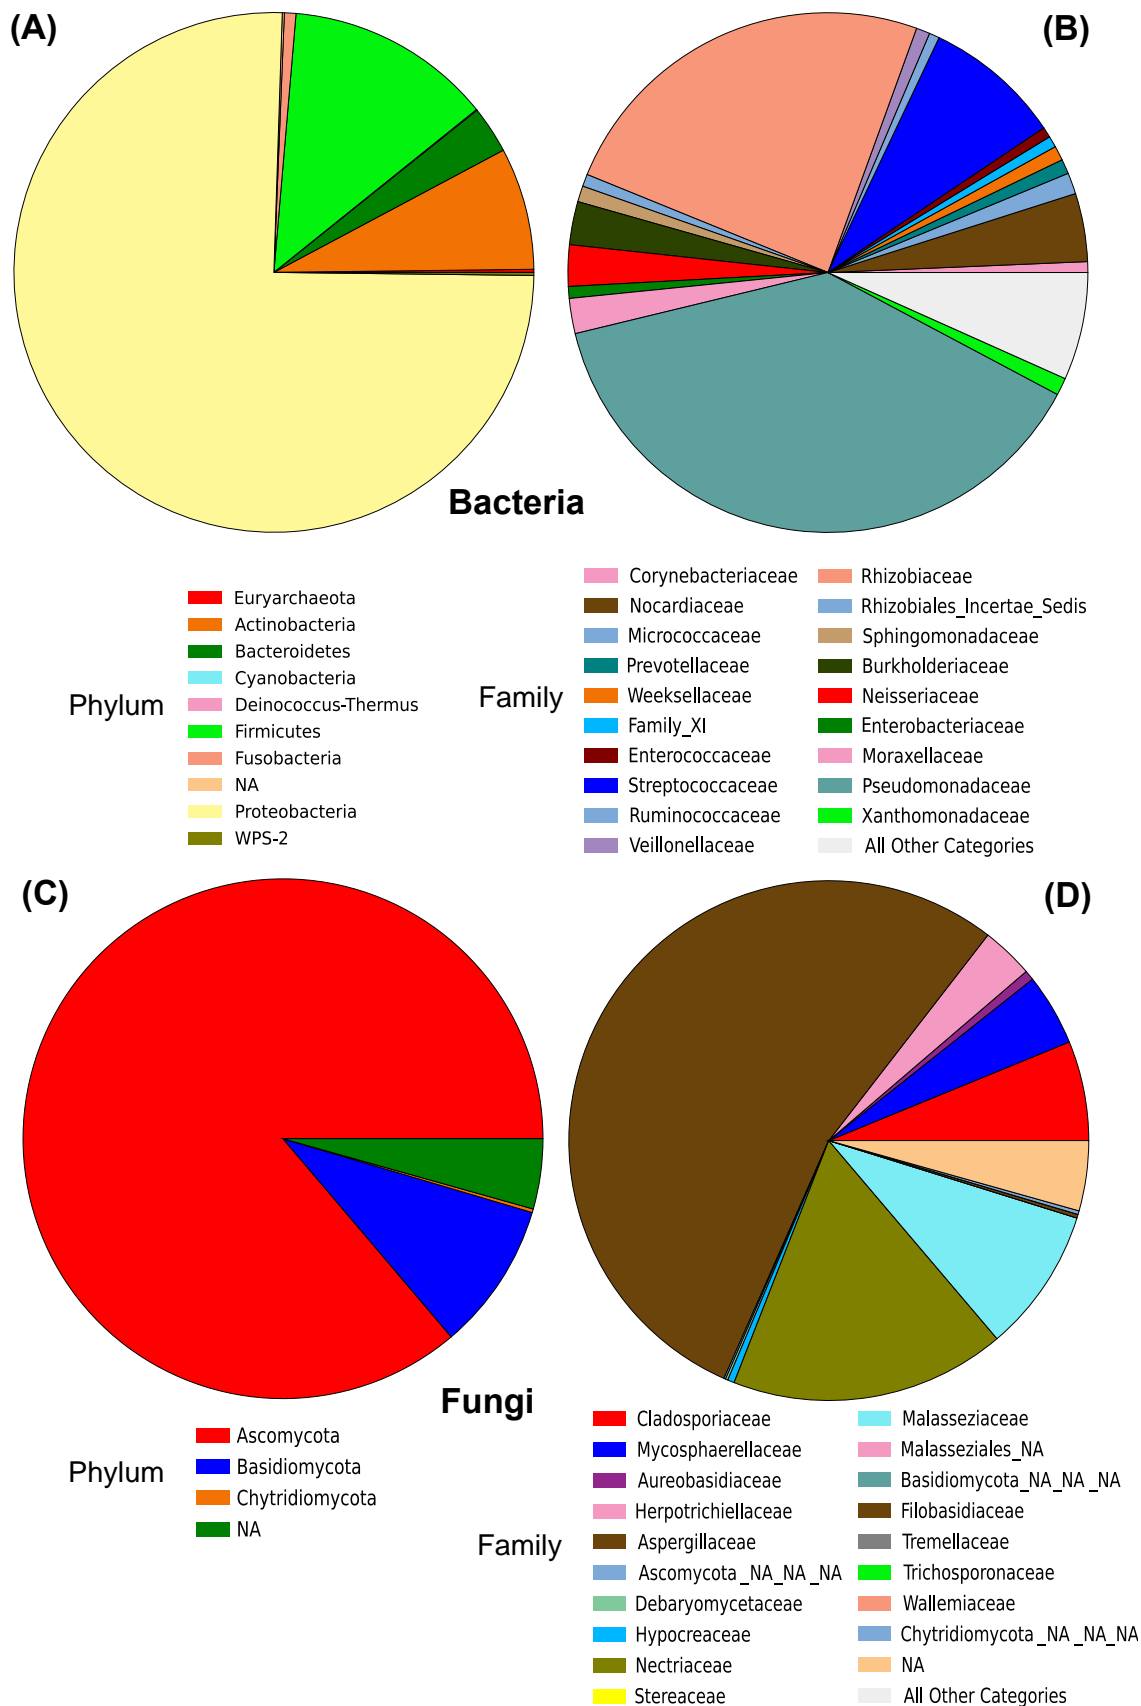 (A)
(B)
Bacteria
Phylum
Euryarchaeota
Actinobacteria
Bacteroidetes
Cyanobacteria
Deinococcus-Thermus
Firmicutes
Fusobacteria
NA
Proteobacteria
WPS-2
Family
Corynebacteriaceae
Nocardiaceae
Micrococcaceae
Prevotellaceae
Weeksellaceae
Family_XI
Enterococcaceae
Streptococcaceae
Ruminococcaceae
Veillonellaceae
Rhizobiaceae
Rhizobiales_Incertae_Sedis
Sphingomonadaceae
Burkholderiaceae
Neisseriaceae
Enterobacteriaceae
Moraxellaceae
Pseudomonadaceae
Xanthomonadaceae
All Other Categories
(C)
(D)
Fungi
Phylum
Ascomycota
Basidiomycota
Chytridiomycota
NA
Family
Cladosporiaceae
Mycosphaerellaceae
Aureobasidiaceae
Herpotrichiellaceae
Aspergillaceae
Ascomycota_NA_NA_NA
Debaryomycetaceae
Hypocreaceae
Nectriaceae
Stereaceae
Malasseziaceae
Malasseziales_NA
Basidiomycota_NA_NA_NA
Filobasidiaceae
Tremellaceae
Trichosporonaceae
Wallemiaceae
Chytridiomycota_NA_NA_NA
NA
All Other Categories